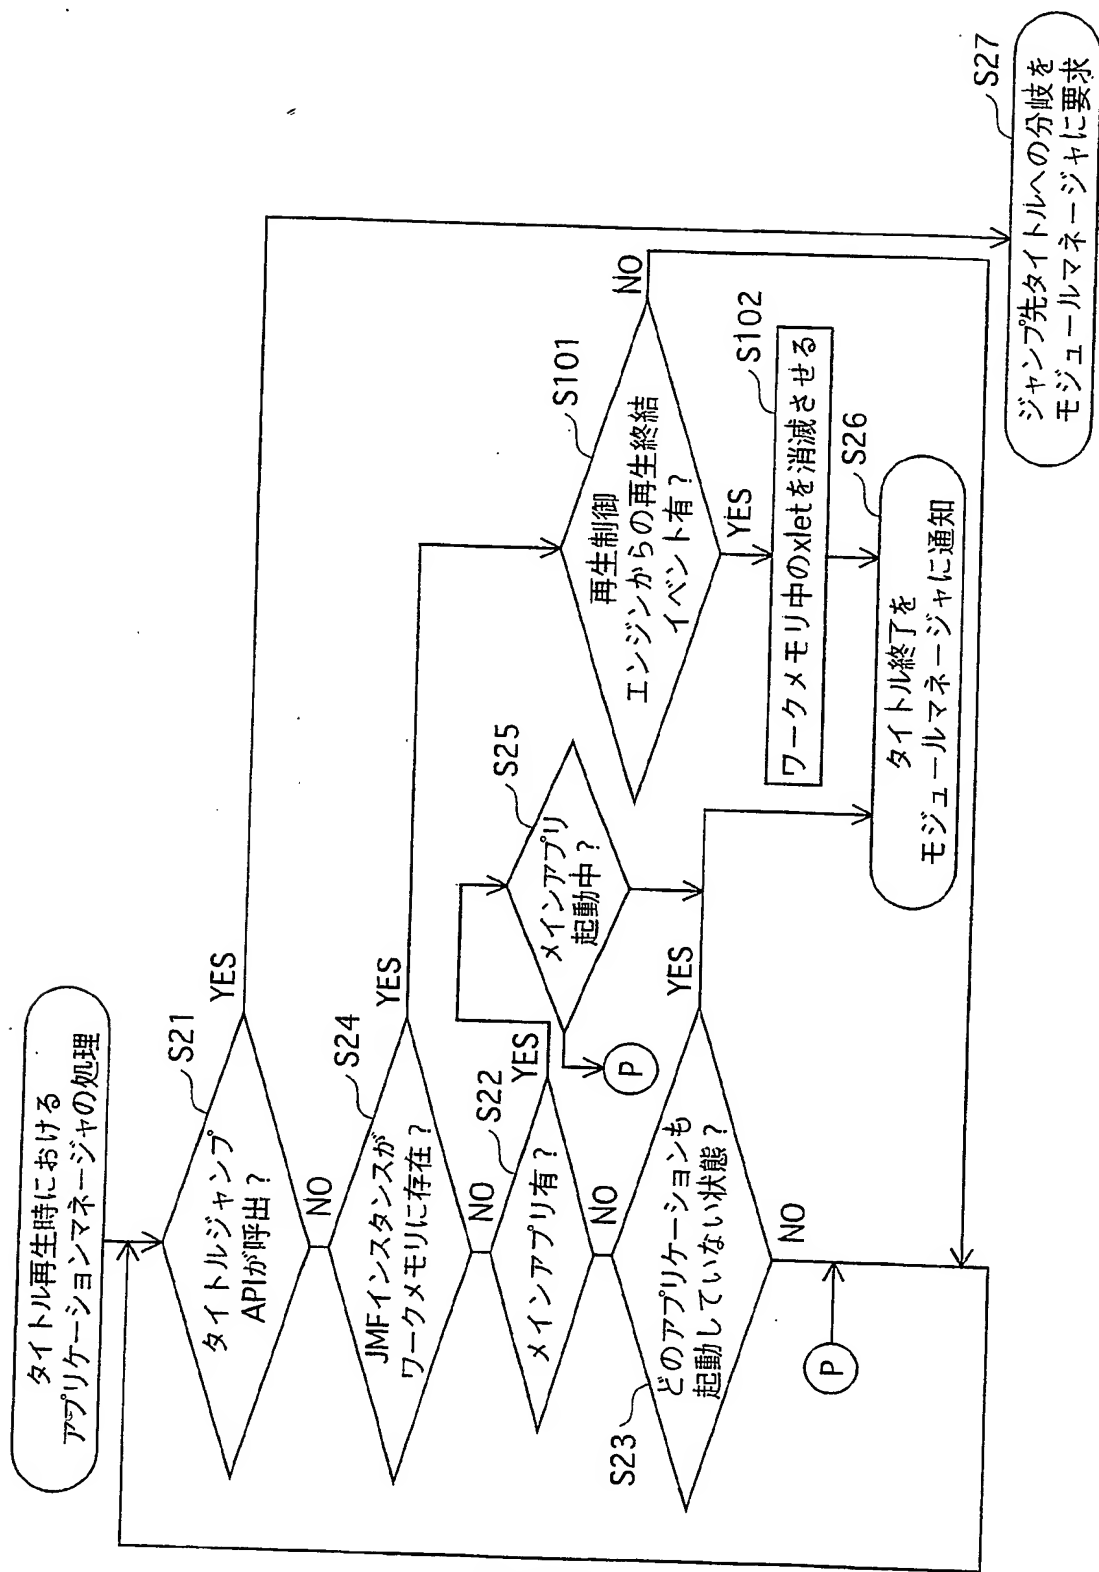 タイトル再生時における
アプリケーションマネージャの処理
S21
タイトルジャンプ
APIが呼出？
YES
NO
S24
JMFインスタンスが
ワークメモリに存在？
YES
NO
S22
メインアプリ有？
YES
NO
S25
メインアプリ
起動中？
P
S23
どのアプリケーションも
起動していない状態？
YES
NO
P
S101
再生制御
エンジンからの再生終結
イベント有？
NO
YES
S102
ワークメモリ中のxletを消滅させる
S26
タイトル終了を
モジュールマネージャに通知
S27
ジャンプ先タイトルへの分岐を
モジュールマネージャに要求